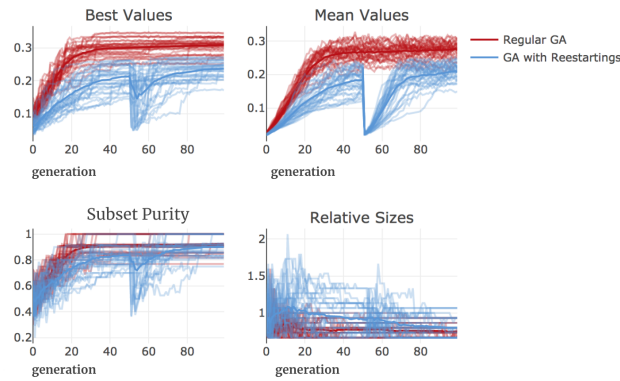 Best Values
Mean Values
Regular GA
GA with Reestartings
0.3
0.2
0.1
0 20 40 60 80
generation
0.3
0.2
0.1
0 20 40 60 80
generation
Subset Purity
Relative Sizes
1
0.8
0.6
0.4
0.2
0 20 40 60 80
generation
2
1.5
1
0 20 40 60 80
generation